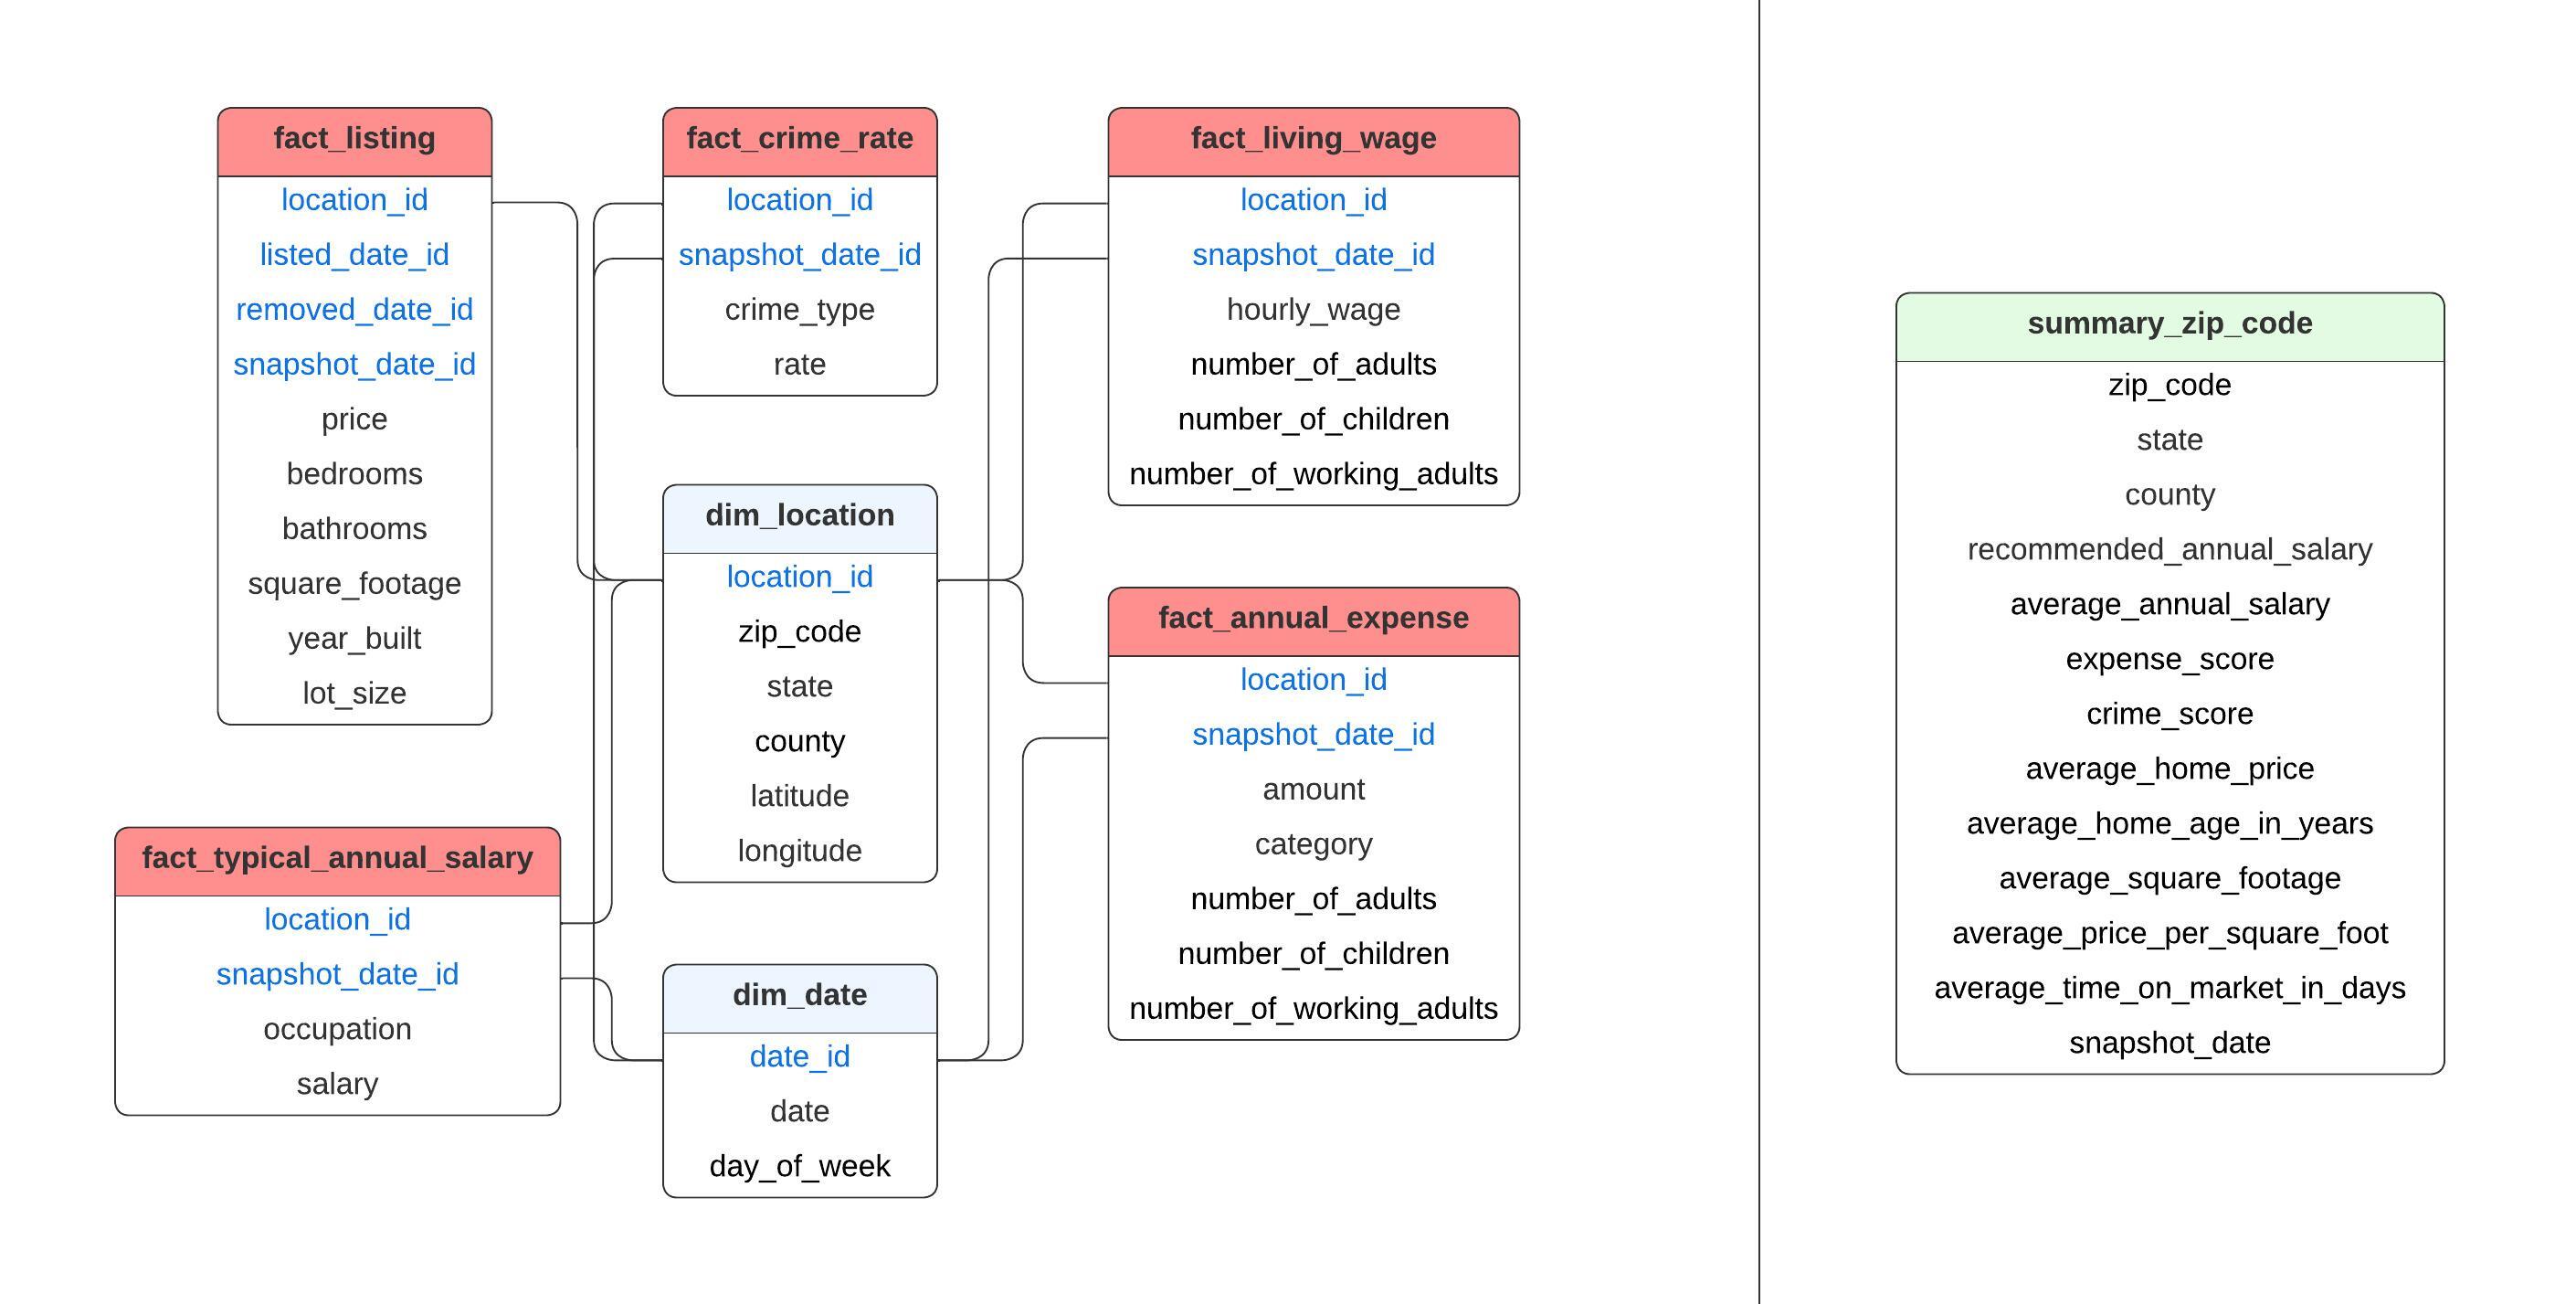 fact_listing
location_id
listed_date_id
removed_date_id
snapshot_date_id
price
bedrooms
bathrooms
square_footage
year_built
lot_size
fact_typical_annual_salary
location_id
snapshot_date_id
occupation
salary
fact_crime_rate
location_id
snapshot_date_id
crime_type
rate
dim_location
location_id
zip_code
state
county
latitude
longitude
dim_date
date_id
date
day_of_week
fact_living_wage
location_id
snapshot_date_id
hourly_wage
number_of_adults
number_of_children
number_of_working_adults
fact_annual_expense
location_id
snapshot_date_id
amount
category
number_of_adults
number_of_children
number_of_working_adults
summary_zip_code
zip_code
state
county
recommended_annual_salary
average_annual_salary
expense_score
crime_score
average_home_price
average_home_age_in_years
average_square_footage
average_price_per_square_foot
average_time_on_market_in_days
snapshot_date